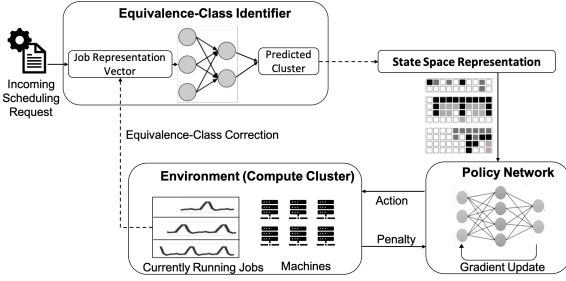 Equivalence-Class Identifier
Job Representation
Vector
Predicted
Cluster
State Space Representation
Incoming
Scheduling
Request
Equivalence-Class Correction
Environment (Compute Cluster)
Policy Network
Action
Penalty
Currently Running Jobs
Machines
Gradient Update